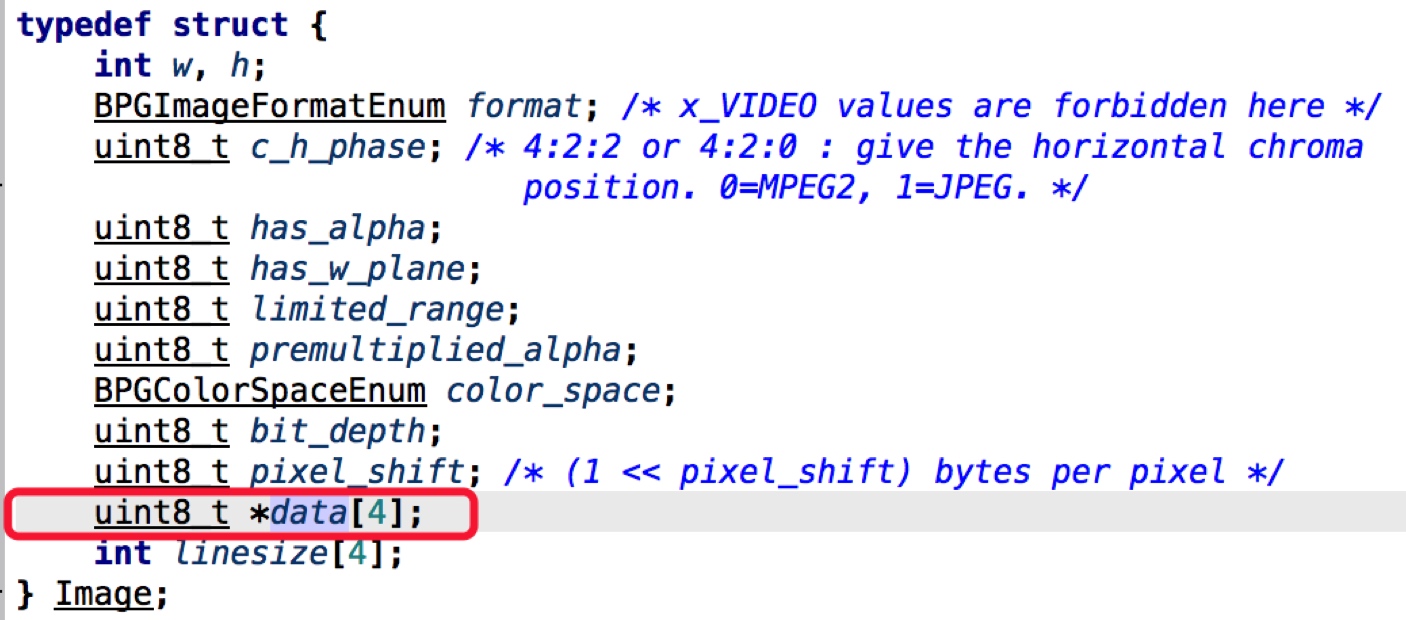 typedef struct {
    int w, h;
    BPGImageFormatEnum format; /* x_VIDEO values are forbidden here */
    uint8_t c_h_phase; /* 4:2:2 or 4:2:0 : give the horizontal chroma
                          position. 0=MPEG2, 1=JPEG. */
    uint8_t has_alpha;
    uint8_t has_w_plane;
    uint8_t limited_range;
    uint8_t premultiplied_alpha;
    BPGColorSpaceEnum color_space;
    uint8_t bit_depth;
    uint8_t pixel_shift; /* (1 << pixel_shift) bytes per pixel */
    uint8_t *data[4];
    int linesize[4];
} Image;